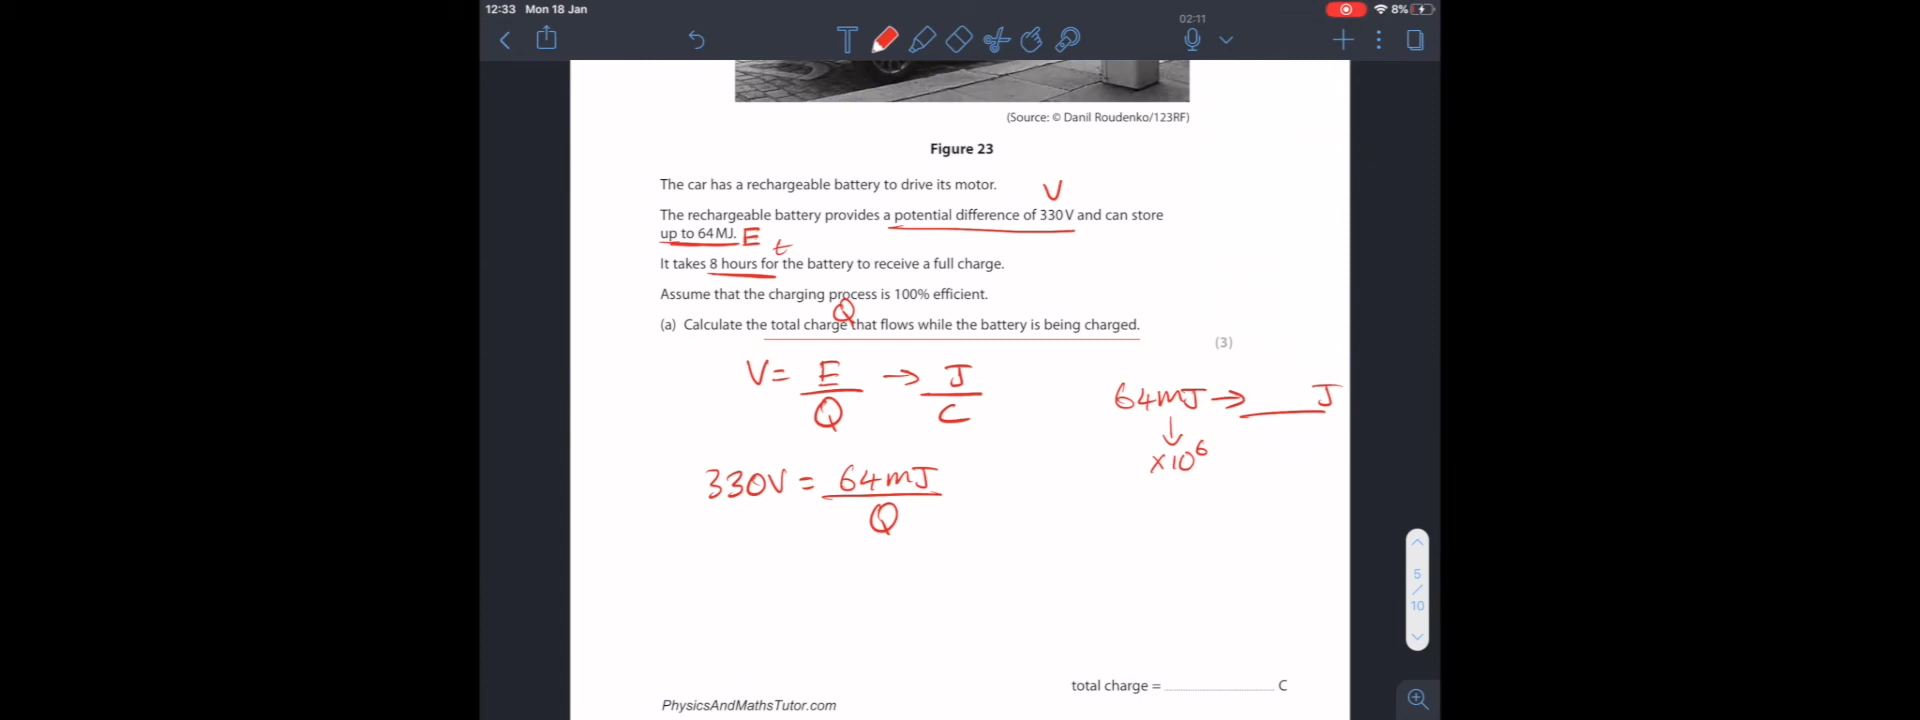 12:33 Mon 18 Jan
8%
02:11
T
(Source: © Danil Roudenko/123RF)
Figure 23
The car has a rechargeable battery to drive its motor.
V
The rechargeable battery provides a potential difference of 330 V and can store
up to 64 MJ. E
t
It takes 8 hours for the battery to receive a full charge.
Assume that the charging process is 100% efficient.
Q
(a) Calculate the total charge that flows while the battery is being charged.
(3)
V = E/Q → J/C
64mJ → ___ J
↓
×10⁶
330V = 64mJ/Q
5
/
10
total charge = ........................ C
PhysicsAndMathsTutor.com